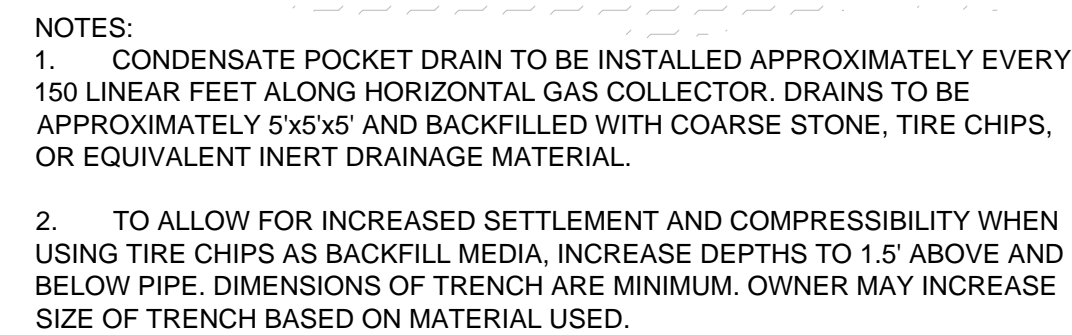 NOTES:
1. CONDENSATE POCKET DRAIN TO BE INSTALLED APPROXIMATELY EVERY
150 LINEAR FEET ALONG HORIZONTAL GAS COLLECTOR. DRAINS TO BE
APPROXIMATELY 5'x5'x5' AND BACKFILLED WITH COARSE STONE, TIRE CHIPS,
OR EQUIVALENT INERT DRAINAGE MATERIAL.
2. TO ALLOW FOR INCREASED SETTLEMENT AND COMPRESSIBILITY WHEN
USING TIRE CHIPS AS BACKFILL MEDIA, INCREASE DEPTHS TO 1.5' ABOVE AND
BELOW PIPE. DIMENSIONS OF TRENCH ARE MINIMUM. OWNER MAY INCREASE
SIZE OF TRENCH BASED ON MATERIAL USED.